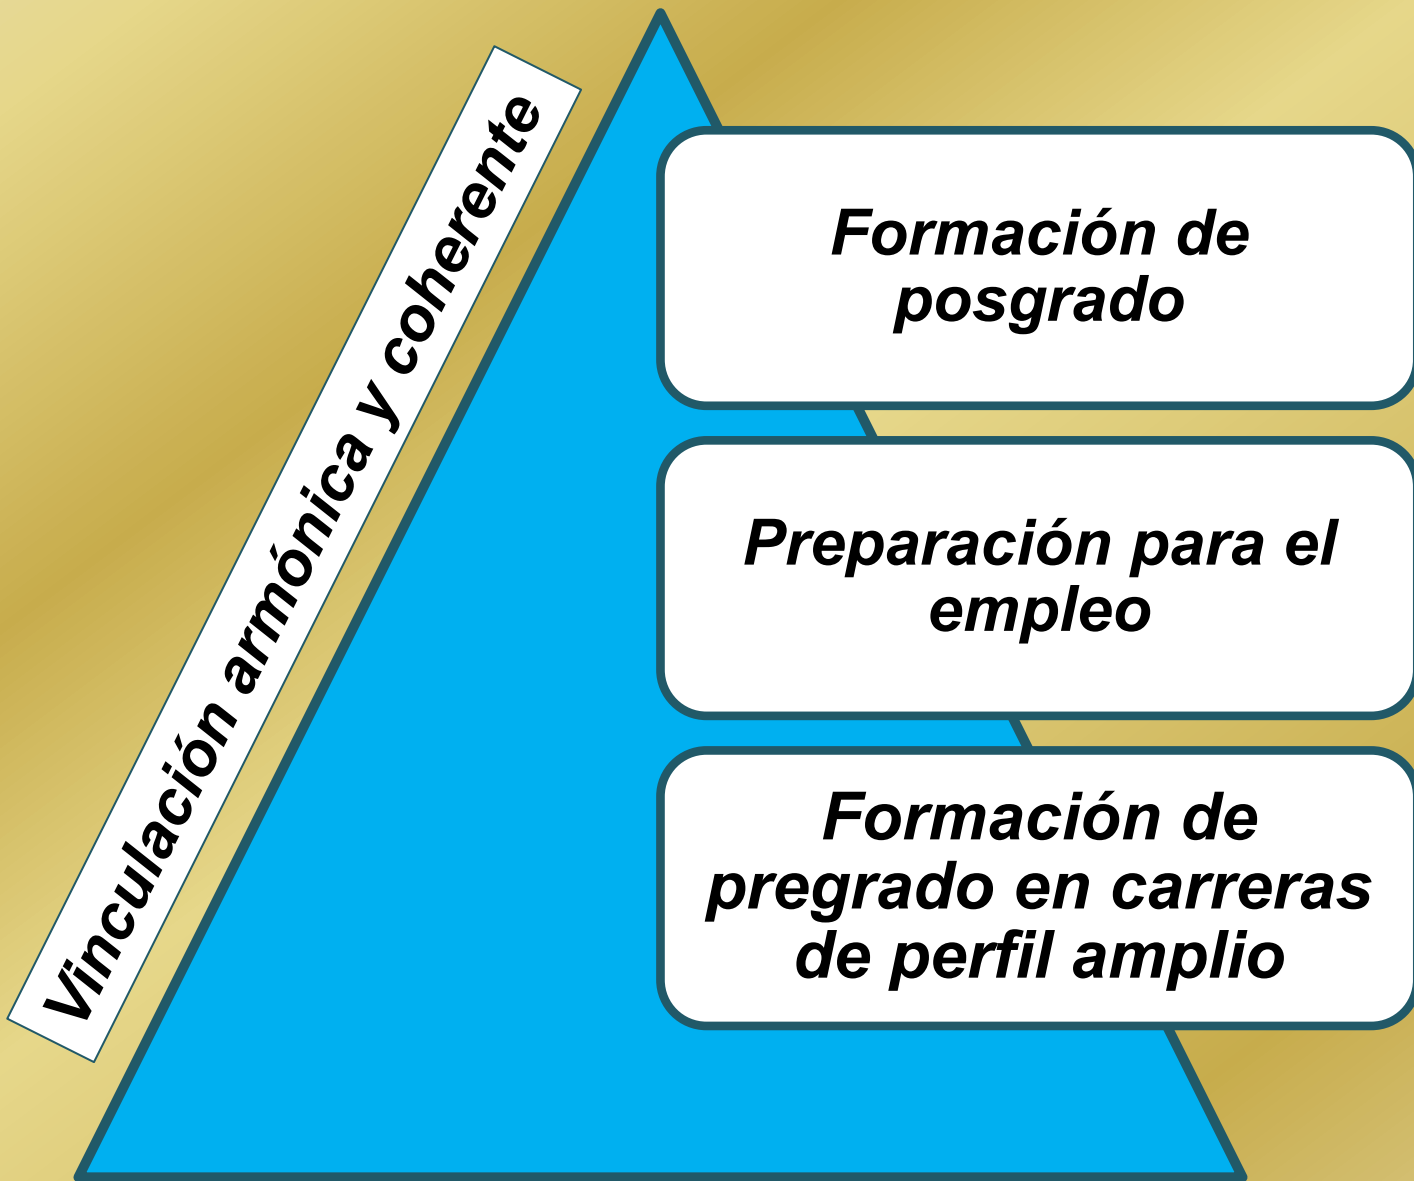 Vinculación armónica y coherente
Formación de
posgrado
Preparación para el
empleo
Formación de
pregrado en carreras
de perfil amplio